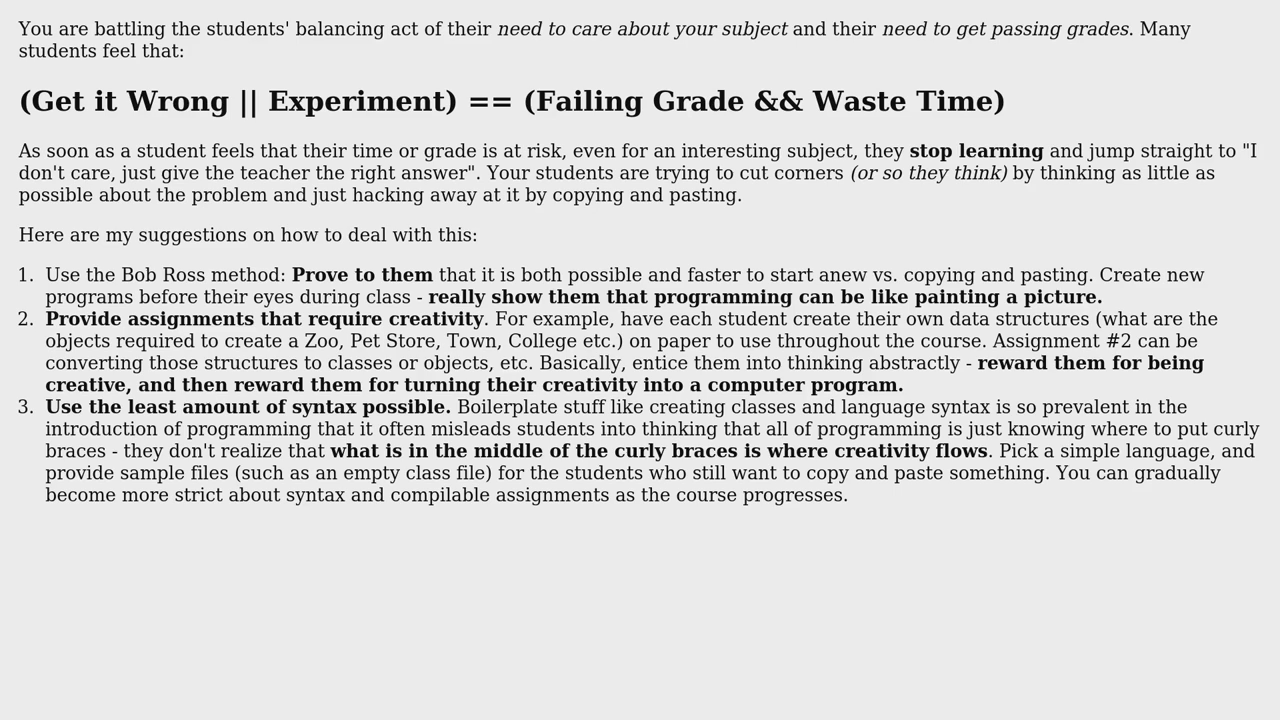 You are battling the students' balancing act of their need to care about your subject and their need to get passing grades. Many
students feel that:
(Get it Wrong || Experiment) == (Failing Grade && Waste Time)
As soon as a student feels that their time or grade is at risk, even for an interesting subject, they stop learning and jump straight to "I
don't care, just give the teacher the right answer". Your students are trying to cut corners (or so they think) by thinking as little as
possible about the problem and just hacking away at it by copying and pasting.
Here are my suggestions on how to deal with this:
1. Use the Bob Ross method: Prove to them that it is both possible and faster to start anew vs. copying and pasting. Create new
programs before their eyes during class - really show them that programming can be like painting a picture.
2. Provide assignments that require creativity. For example, have each student create their own data structures (what are the
objects required to create a Zoo, Pet Store, Town, College etc.) on paper to use throughout the course. Assignment #2 can be
converting those structures to classes or objects, etc. Basically, entice them into thinking abstractly - reward them for being
creative, and then reward them for turning their creativity into a computer program.
3. Use the least amount of syntax possible. Boilerplate stuff like creating classes and language syntax is so prevalent in the
introduction of programming that it often misleads students into thinking that all of programming is just knowing where to put curly
braces - they don't realize that what is in the middle of the curly braces is where creativity flows. Pick a simple language, and
provide sample files (such as an empty class file) for the students who still want to copy and paste something. You can gradually
become more strict about syntax and compilable assignments as the course progresses.